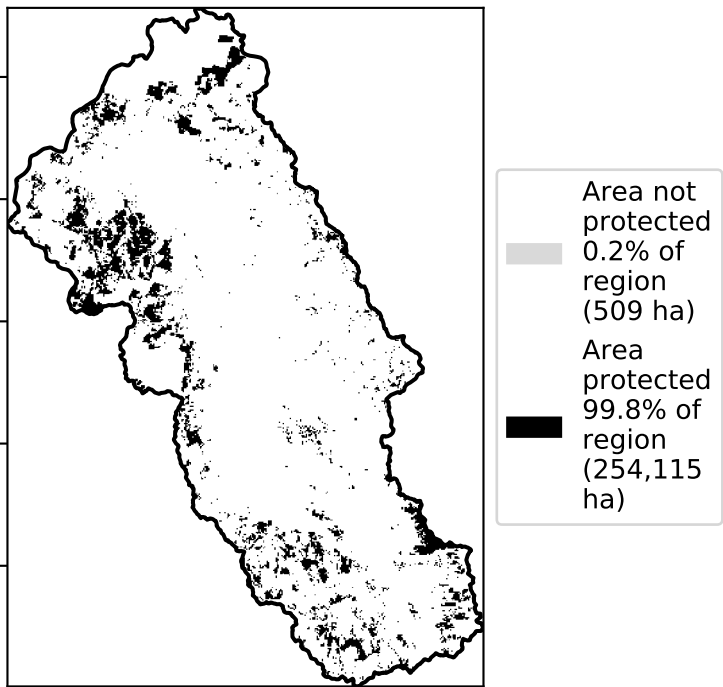 Area not
protected
0.2% of
region
(509 ha)
Area
protected
99.8% of
region
(254,115
ha)